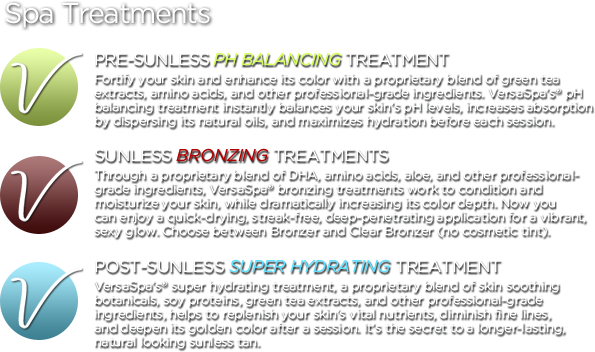 Spa Treatments
PRE-SUNLESS PH BALANCING TREATMENT
Fortify your skin and enhance its color with a proprietary blend of green tea
extracts, amino acids, and other professional-grade ingredients. VersaSpa's® pH
balancing treatment instantly balances your skin's pH levels, increases absorption
by dispersing its natural oils, and maximizes hydration before each session.
SUNLESS BRONZING TREATMENTS
Through a proprietary blend of DHA, amino acids, aloe, and other professional-
grade ingredients, VersaSpa® bronzing treatments work to condition and
moisturize your skin, while dramatically increasing its color depth. Now you
can enjoy a quick-drying, streak-free, deep-penetrating application for a vibrant,
sexy glow. Choose between Bronzer and Clear Bronzer (no cosmetic tint).
POST-SUNLESS SUPER HYDRATING TREATMENT
VersaSpa's® super hydrating treatment, a proprietary blend of skin soothing
botanicals, soy proteins, green tea extracts, and other professional-grade
ingredients, helps to replenish your skin's vital nutrients, diminish fine lines,
and deepen its golden color after a session. It's the secret to a longer-lasting,
natural looking sunless tan.